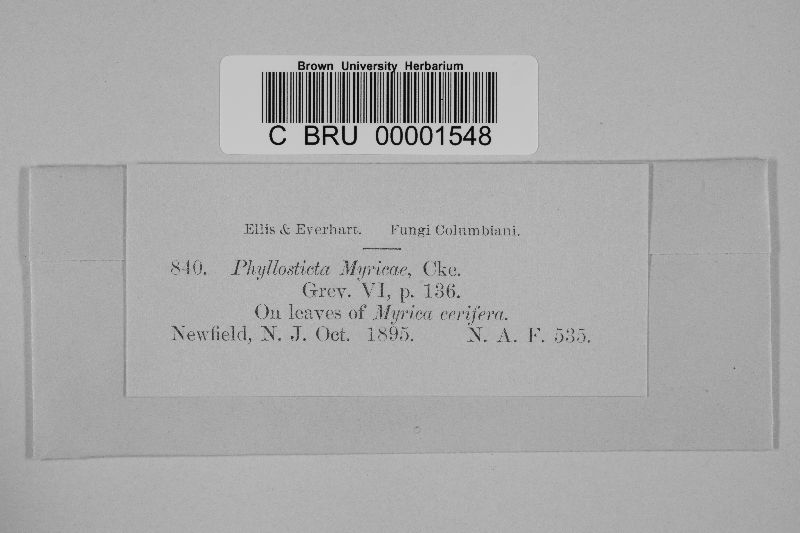 Brown University Herbarium
C BRU 00001548
Ellis & Everhart. Fungi Columbiani.
840. Phyllosticta Myricae, Cke.
Grev. VI, p. 136.
On leaves of Myrica cerifera.
Newfield, N. J. Oct. 1895. N. A. F. 535.